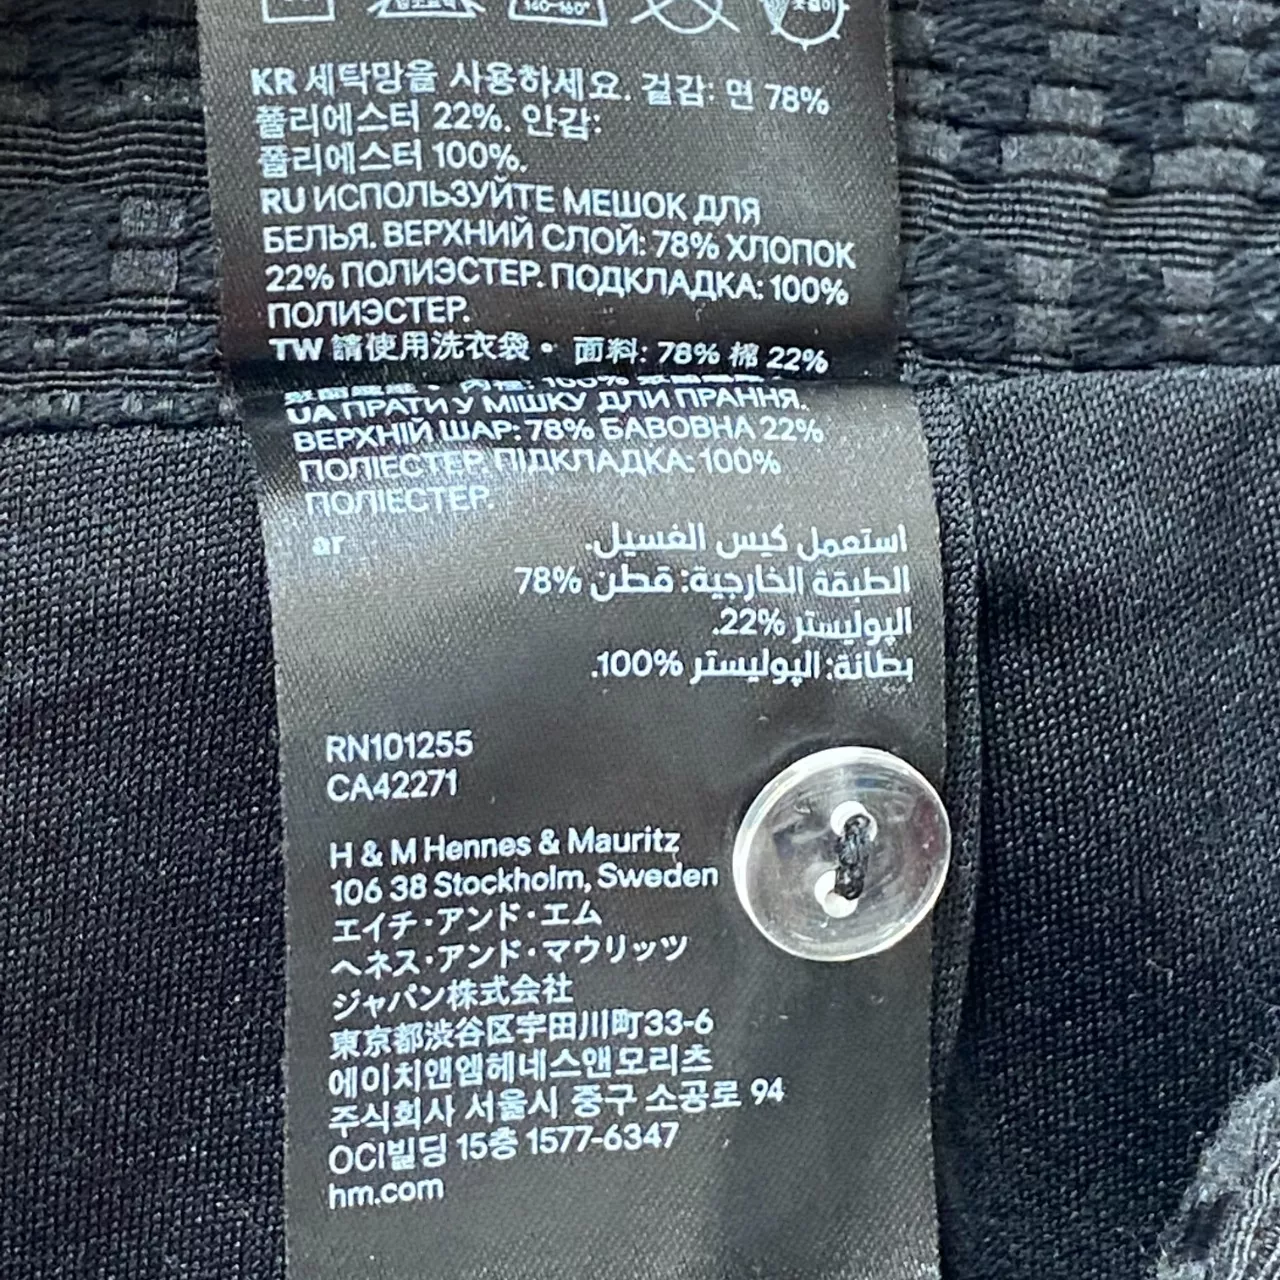 140~160°
KR 세탁망을 사용하세요. 겉감: 면 78%
폴리에스터 22%. 안감:
폴리에스터 100%.
RU ИСПОЛЬЗУЙТЕ МЕШОК ДЛЯ
БЕЛЬЯ. ВЕРХНИЙ СЛОЙ: 78% ХЛОПОК
22% ПОЛИЭСТЕР. ПОДКЛАДКА: 100%
ПОЛИЭСТЕР.
TW 請使用洗衣袋。 面料: 78% 棉 22%
100%
UA ПРАТИ У МІШКУ ДЛИ ПРАННЯ.
ВЕРХНІЙ ШАР: 78% БАВОВНА 22%
ПОЛІЕСТЕР. ПІДКЛАДКА: 100%
ПОЛІЕСТЕР.
ar استعمل كيس الغسيل.
الطبقة الخارجية: قطن %78
البوليستر %22.
بطانة: البوليستر %100.
RN101255
CA42271
H & M Hennes & Mauritz
106 38 Stockholm, Sweden
エイチ・アンド・エム
ヘネス・アンド・マウリッツ
ジャパン株式会社
東京都渋谷区宇田川町33-6
에이치앤엠헤네스앤모리츠
주식회사 서울시 중구 소공로 94
OCI빌딩 15층 1577-6347
hm.com